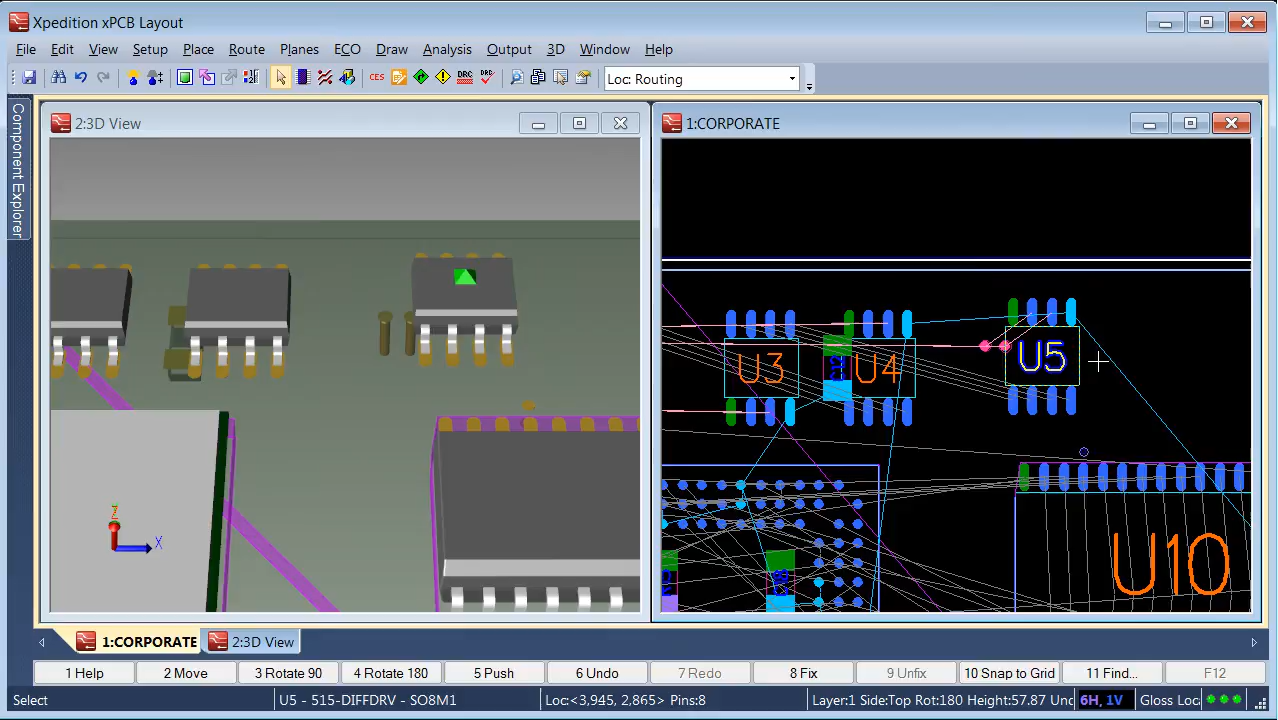 Xpedition xPCB Layout
File Edit View Setup Place Route Planes ECO Draw Analysis Output 3D Window Help
CES DRC DRC Loc: Routing
Component Explorer
2:3D View
1:CORPORATE
Z
X
U3
C12
U4
U5
U10
1:CORPORATE 2:3D View
1 Help 2 Move 3 Rotate 90 4 Rotate 180 5 Push 6 Undo 7 Redo 8 Fix 9 Unfix 10 Snap to Grid 11 Find... F12
Select U5 - 515-DIFFDRV - SO8M1 Loc:<3,945, 2,865> Pins:8 Layer:1 Side:Top Rot:180 Height:57.87 Unc 6H, 1V Gloss Loc